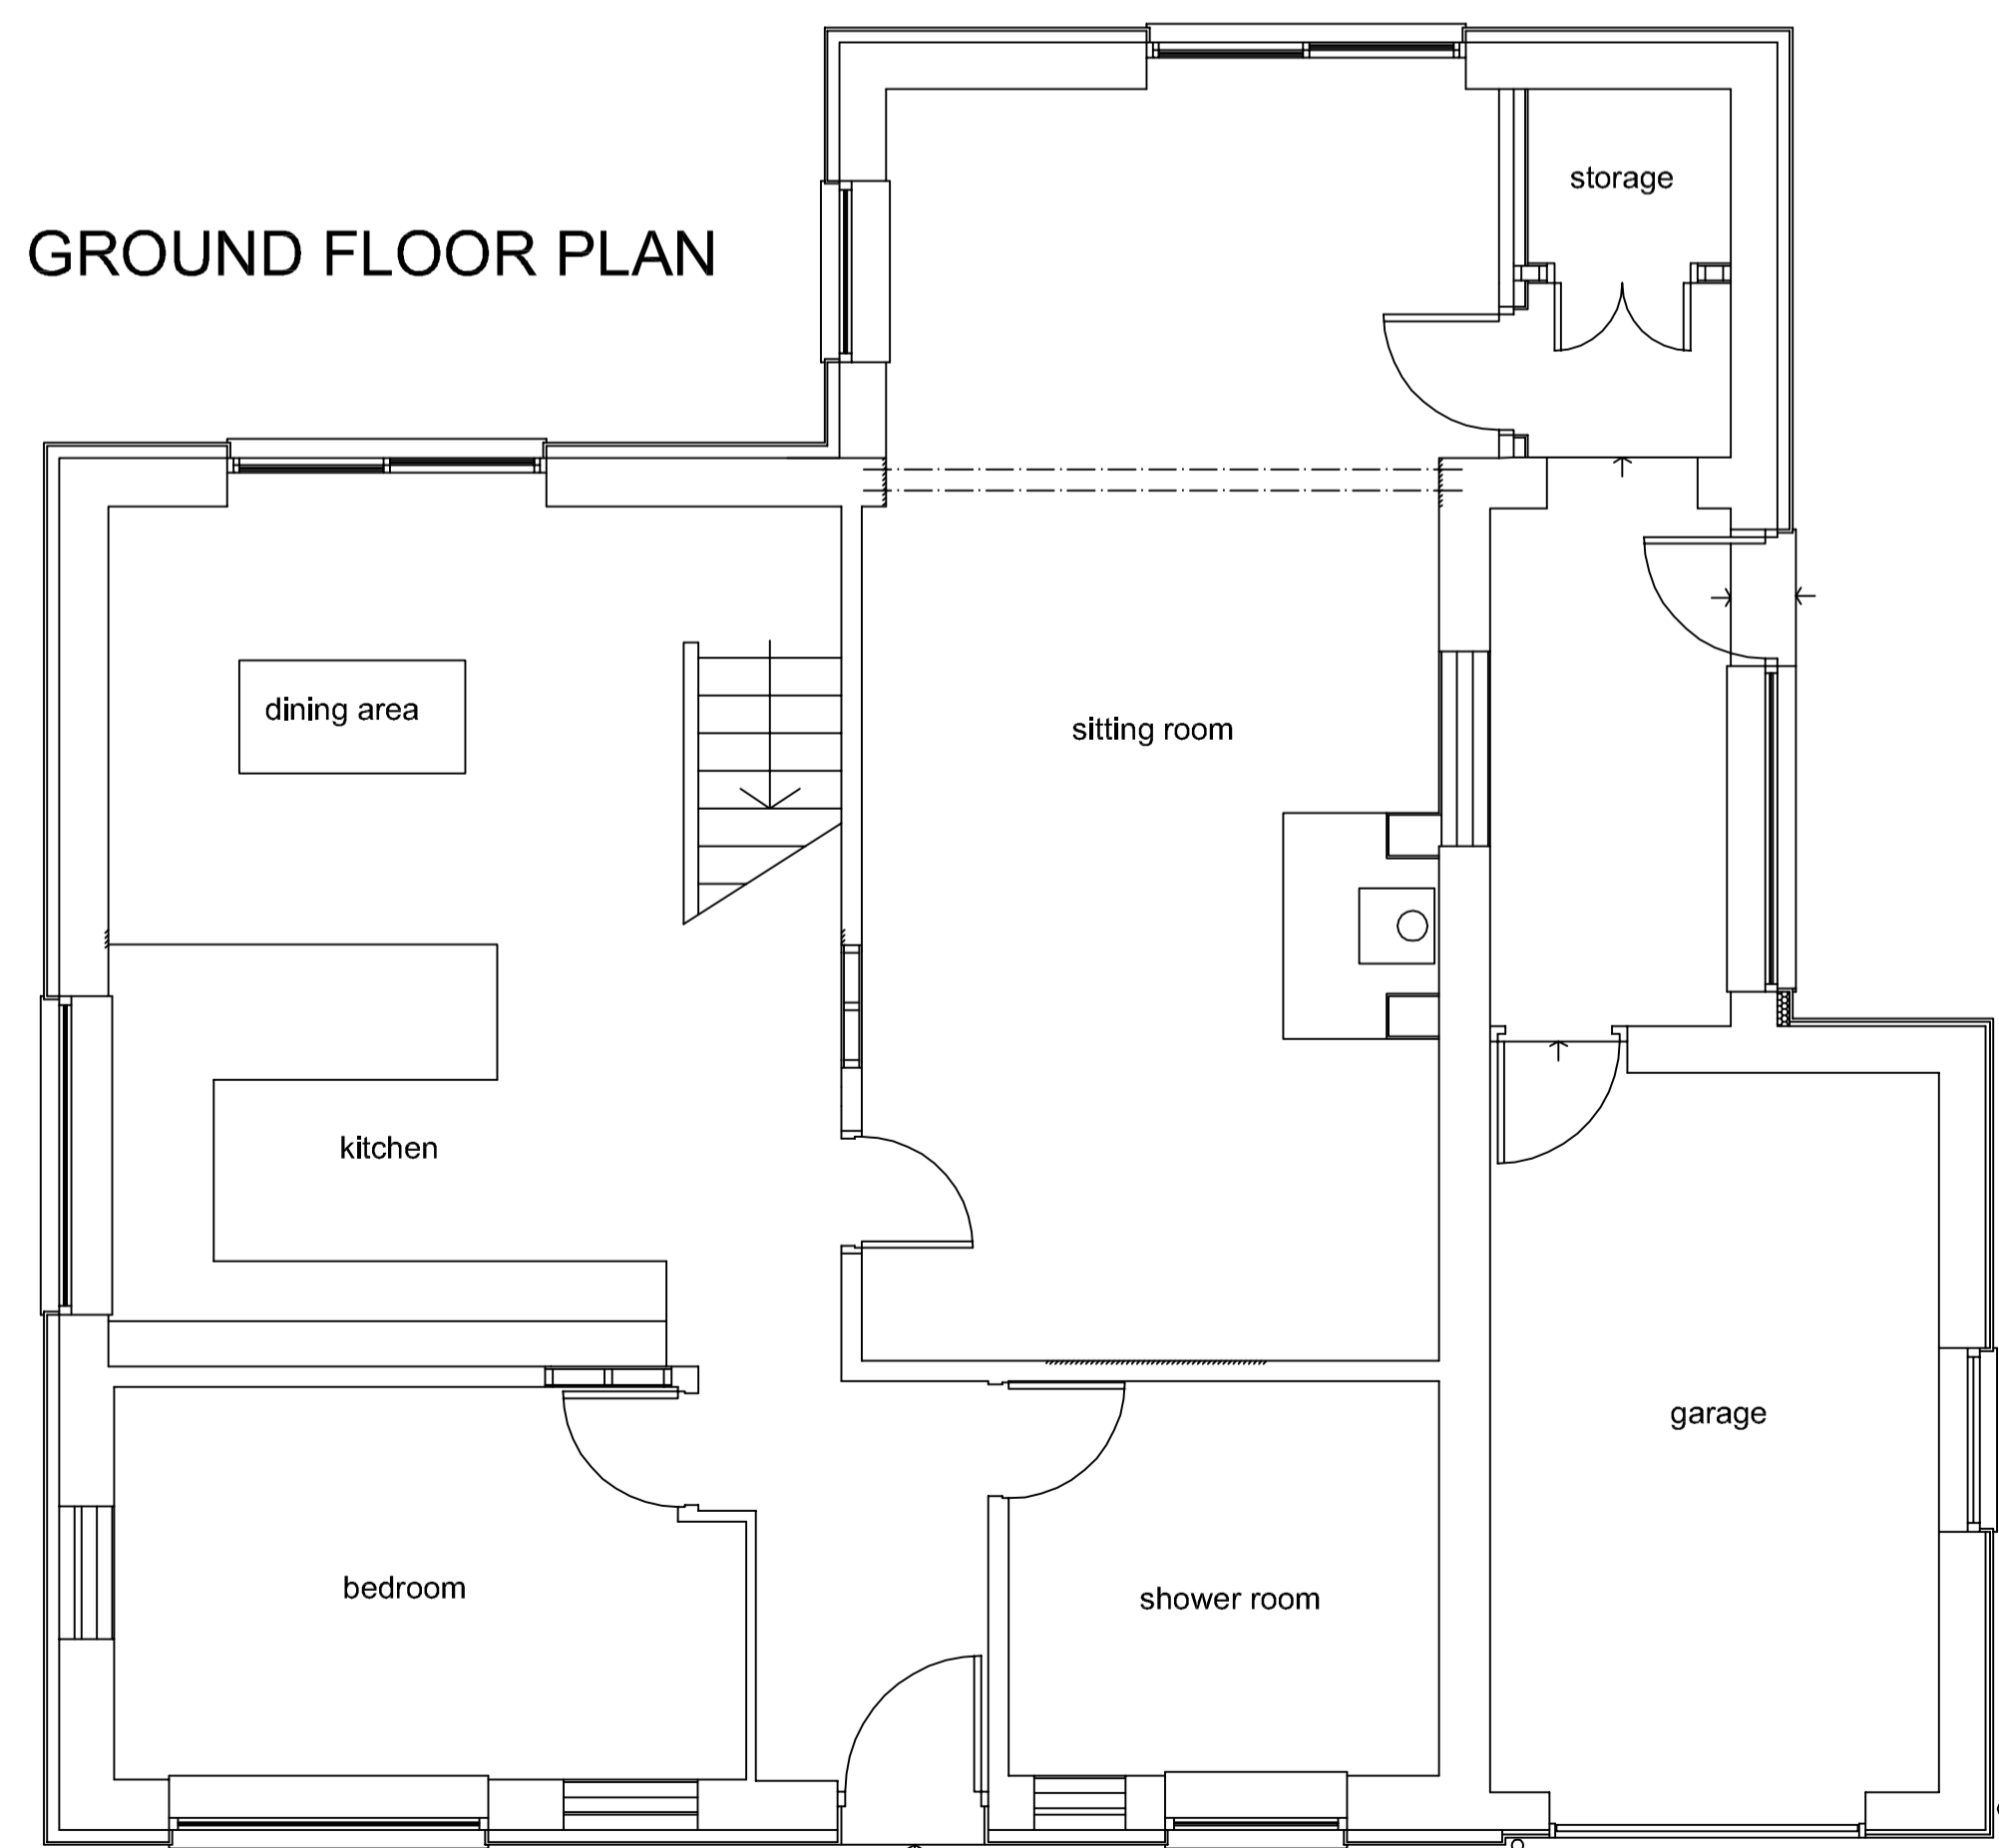 storage
GROUND FLOOR PLAN
dining area
sitting room
kitchen
garage
bedroom
shower room